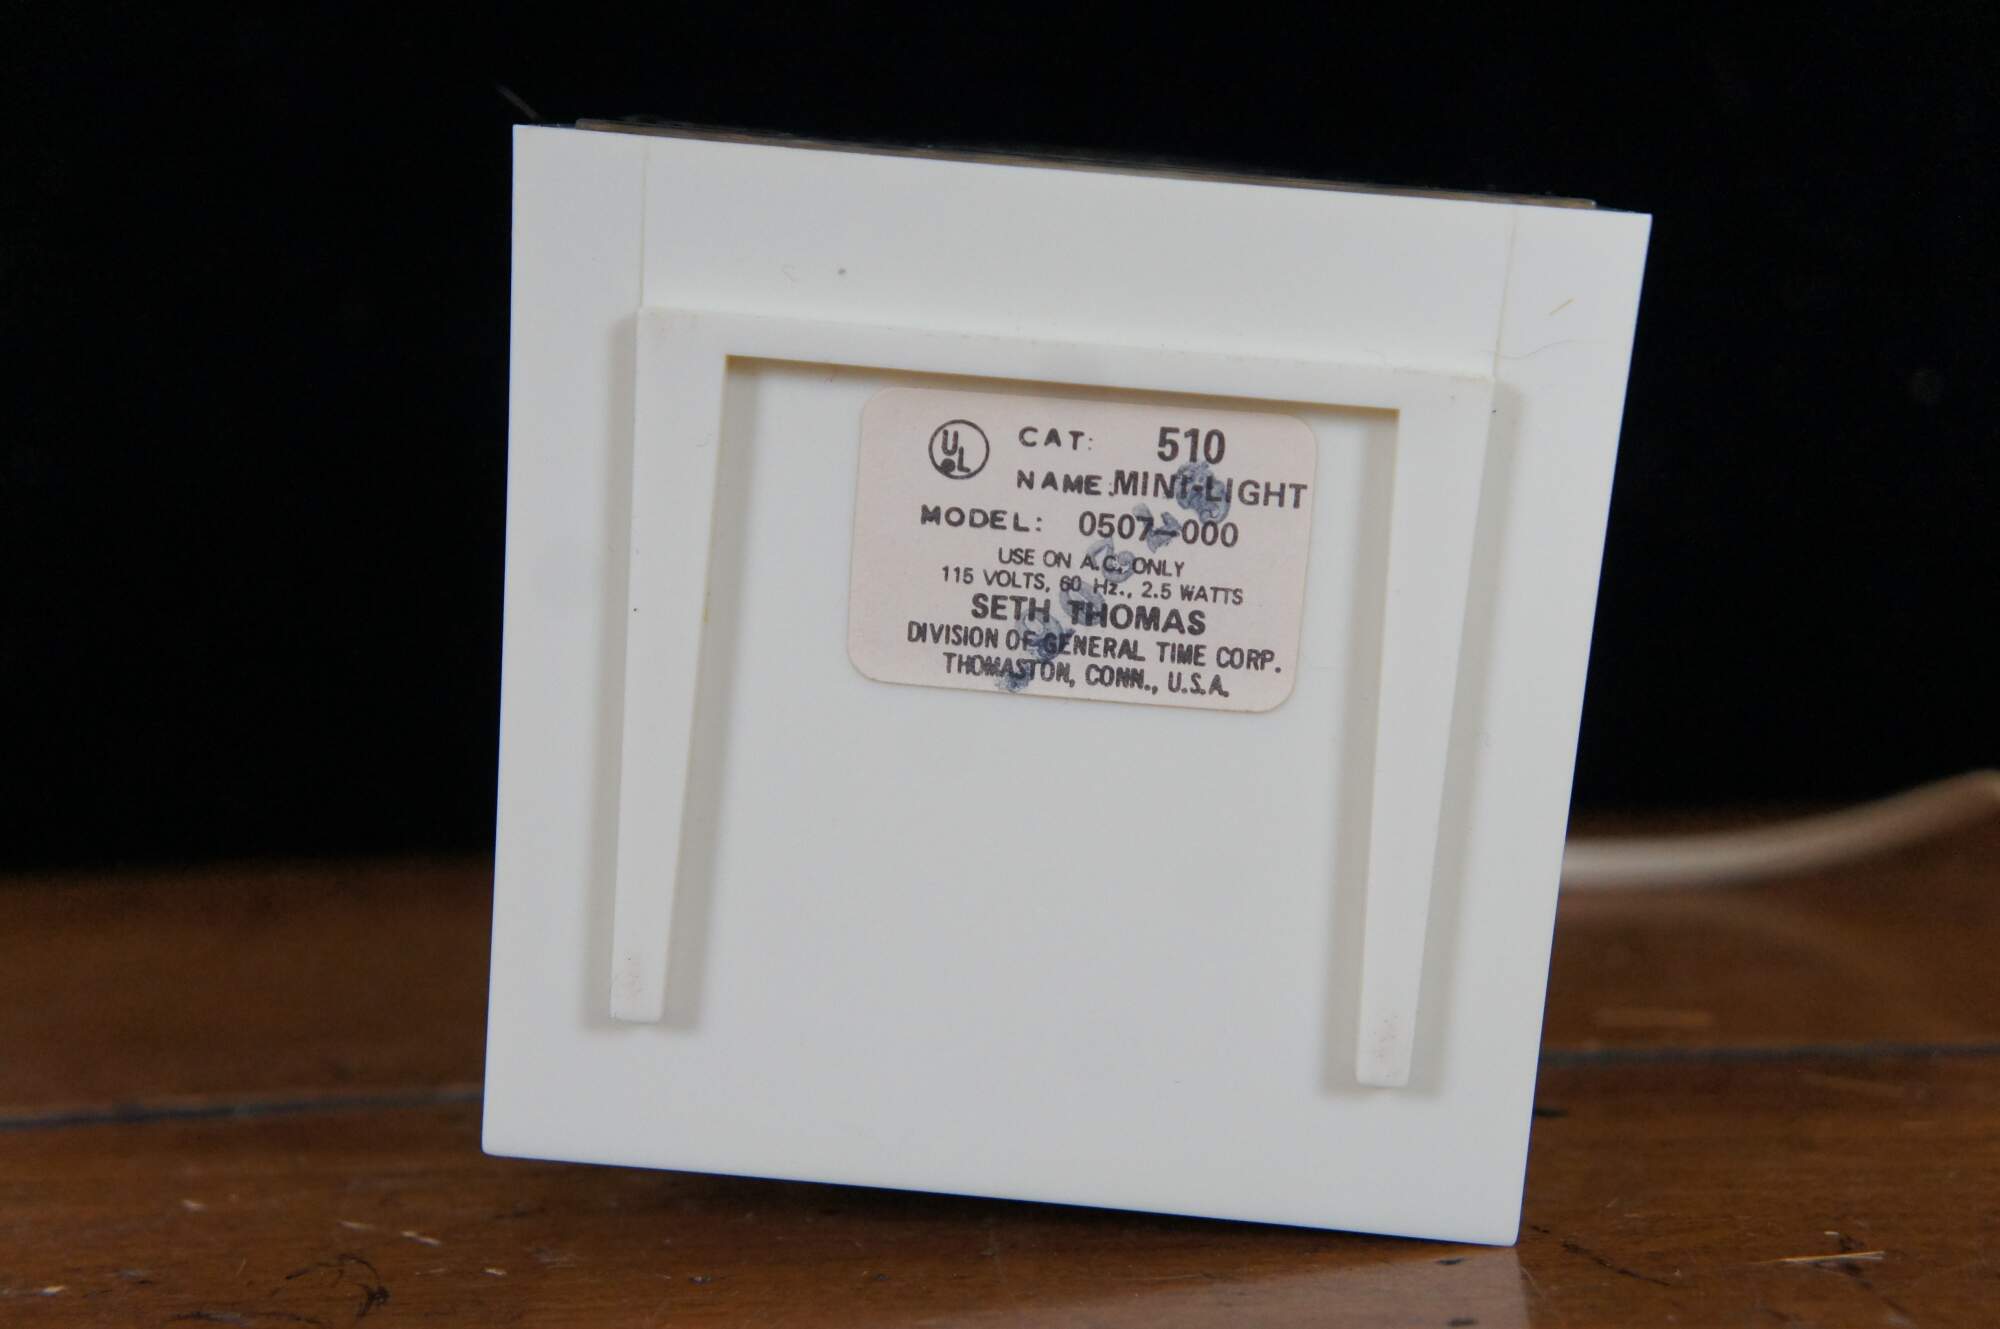 UL CAT: 510
NAME: MINI-LIGHT
MODEL: 0507-000
USE ON A.C. ONLY
115 VOLTS, 60 Hz., 2.5 WATTS
SETH THOMAS
DIVISION OF GENERAL TIME CORP.
THOMASTON, CONN., U.S.A.